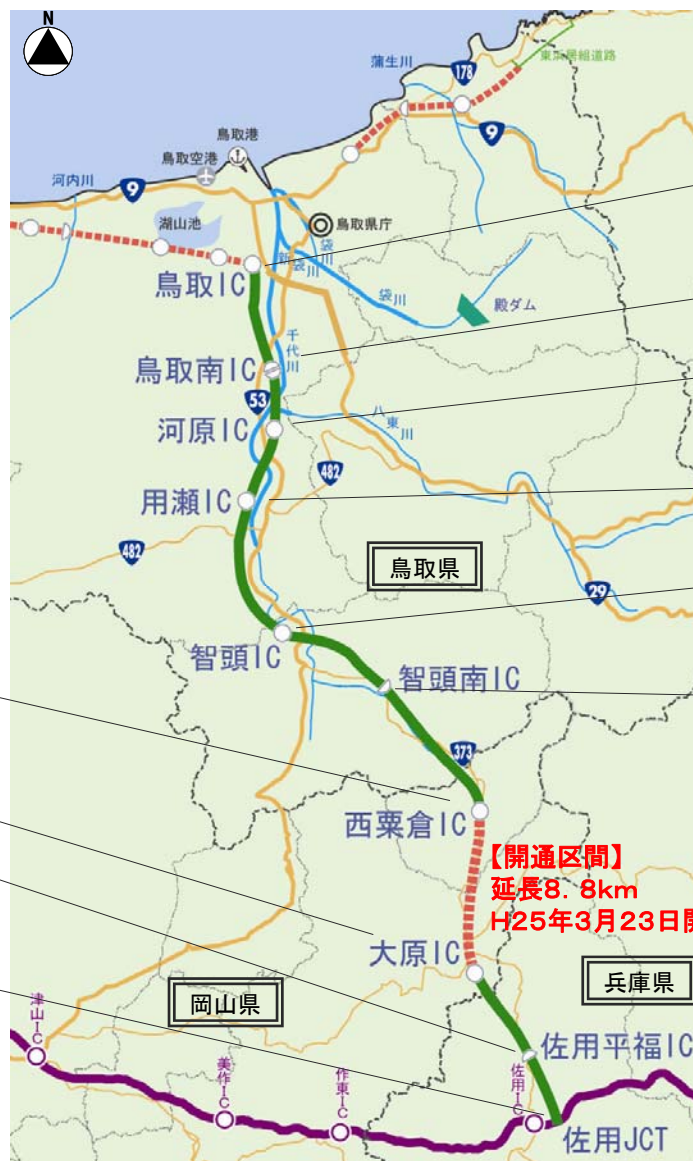 N
蒲生川
東浜居組道路
178
鳥取港
鳥取空港
河内川
9
9
湖山池
鳥取県庁
袋川
新袋川
鳥取IC
袋川
殿ダム
千代川
鳥取南IC
53
八東川
河原IC
482
用瀬IC
482
鳥取県
29
智頭IC
智頭南IC
373
西粟倉IC
【開通区間】
延長8.8km
H25年3月23日開
大原IC
兵庫県
岡山県
津山IC
佐用平福IC
美作IC
作東IC
佐用IC
佐用JCT